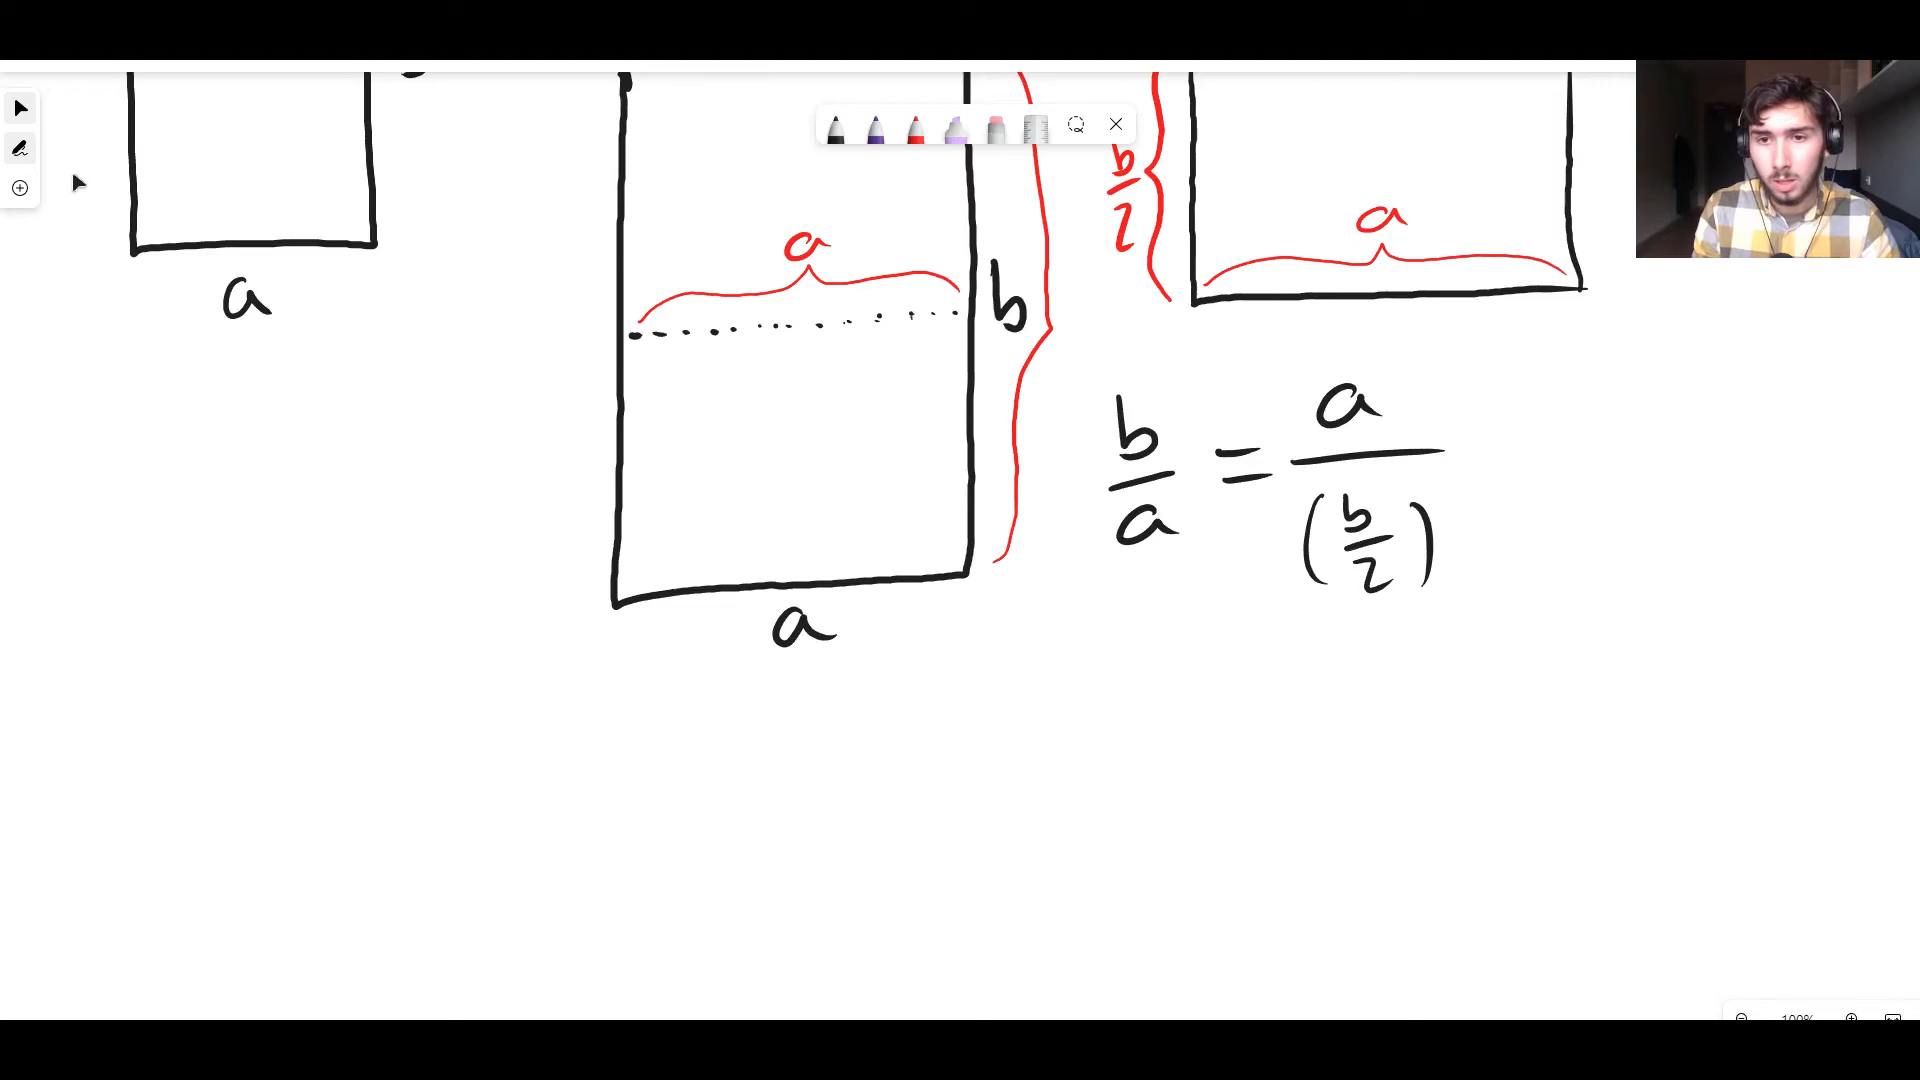 b/2
a
a
b
a
b/a = a/(b/2)
a